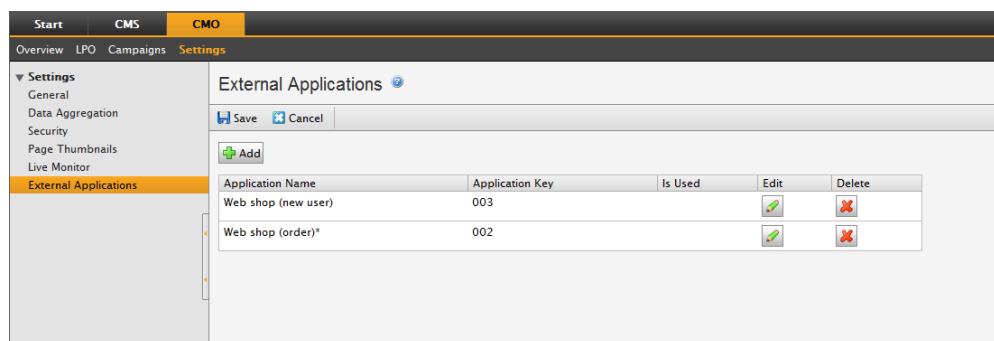 Start CMS CMO
Overview LPO Campaigns Settings
Settings
General
Data Aggregation
Security
Page Thumbnails
Live Monitor
External Applications
External Applications
Save Cancel
Add
Application Name Application Key Is Used Edit Delete
Web shop (new user) 003
Web shop (order)* 002